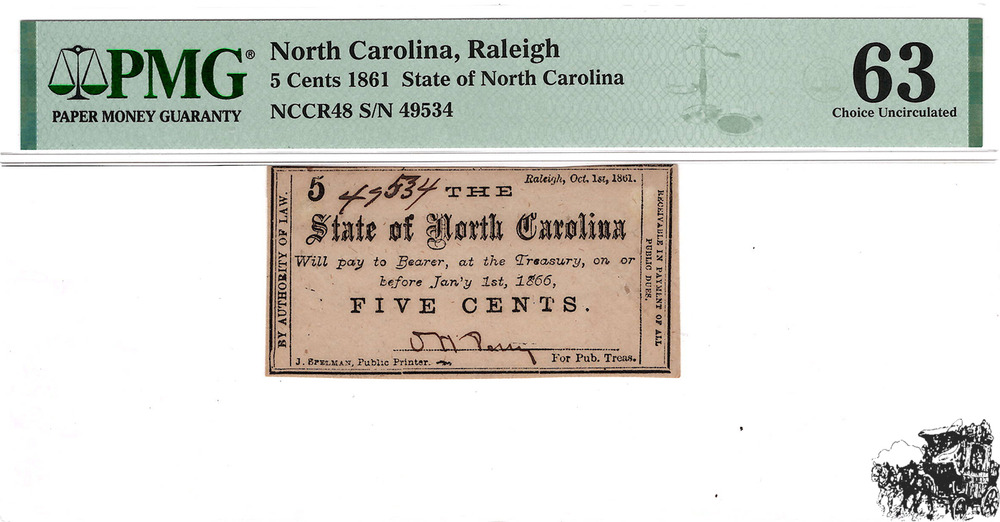 PMG®
PAPER MONEY GUARANTY
North Carolina, Raleigh
5 Cents 1861 State of North Carolina
NCCR48 S/N 49534
63
Choice Uncirculated
BY AUTHORITY OF LAW.
5 49534
Raleigh, Oct. 1st, 1861.
THE
State of North Carolina
Will pay to Bearer, at the Treasury, on or
before Jan'y 1st, 1866,
FIVE CENTS.
For Pub. Treas.
J. SPELMAN, Public Printer.
RECEIVABLE IN PAYMENT OF ALL
PUBLIC DUES.